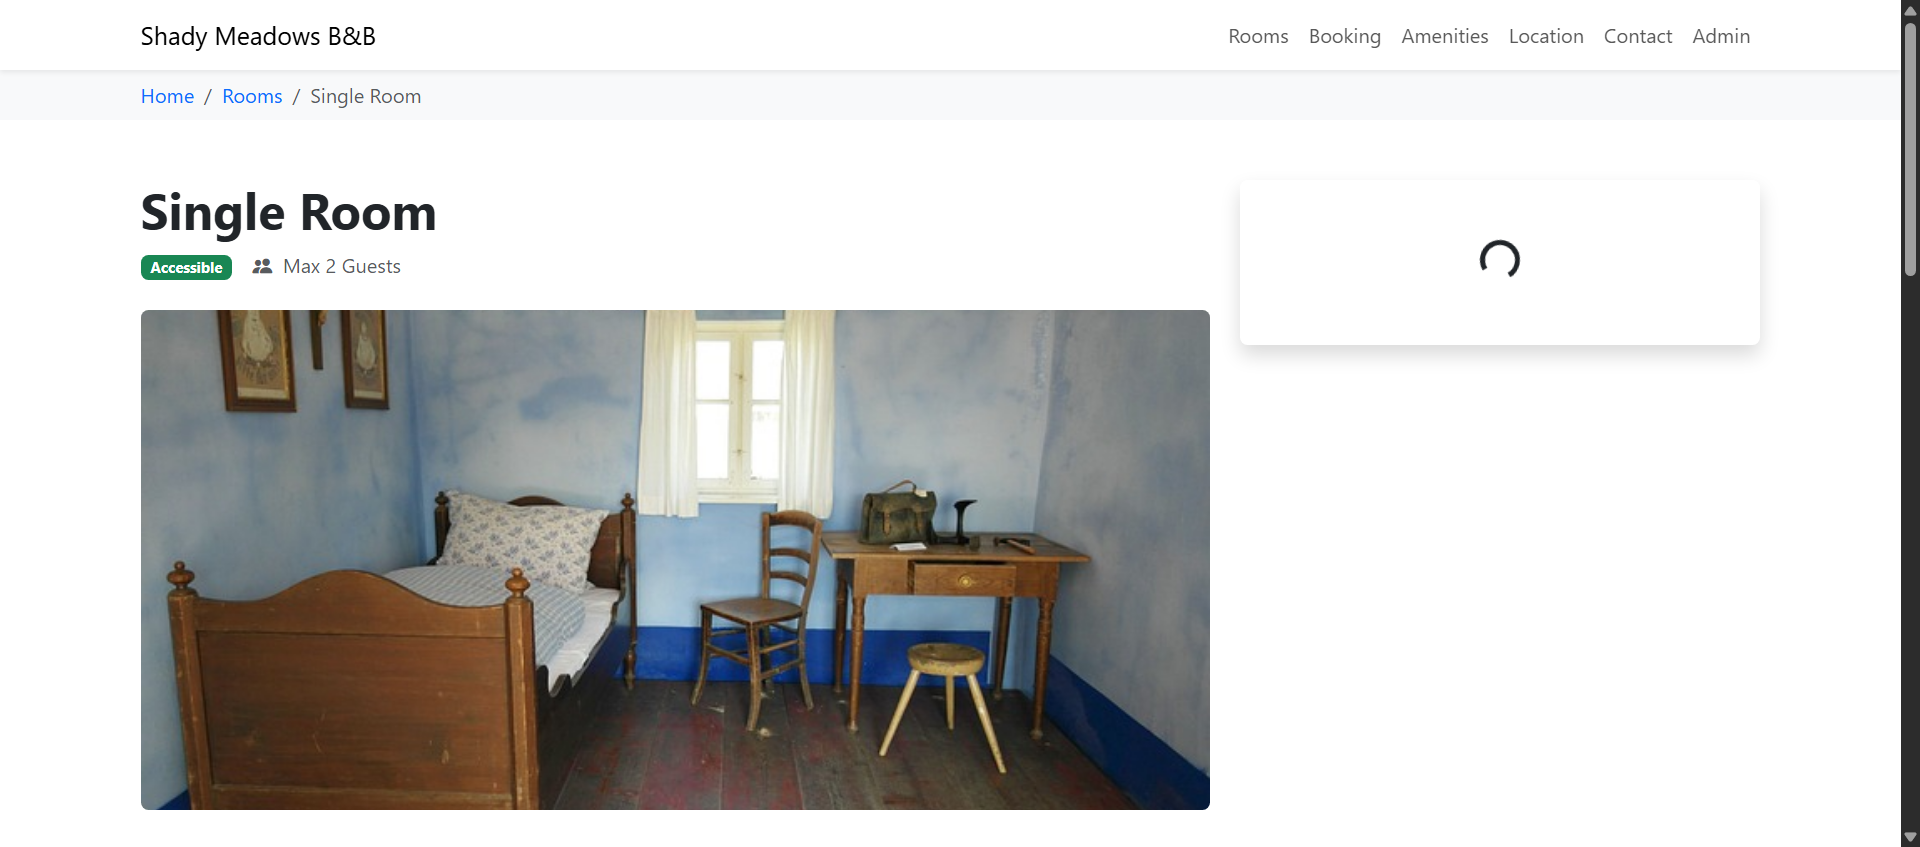 Shady Meadows B&B
Rooms Booking Amenities Location Contact Admin
Home / Rooms / Single Room
Single Room
Accessible Max 2 Guests